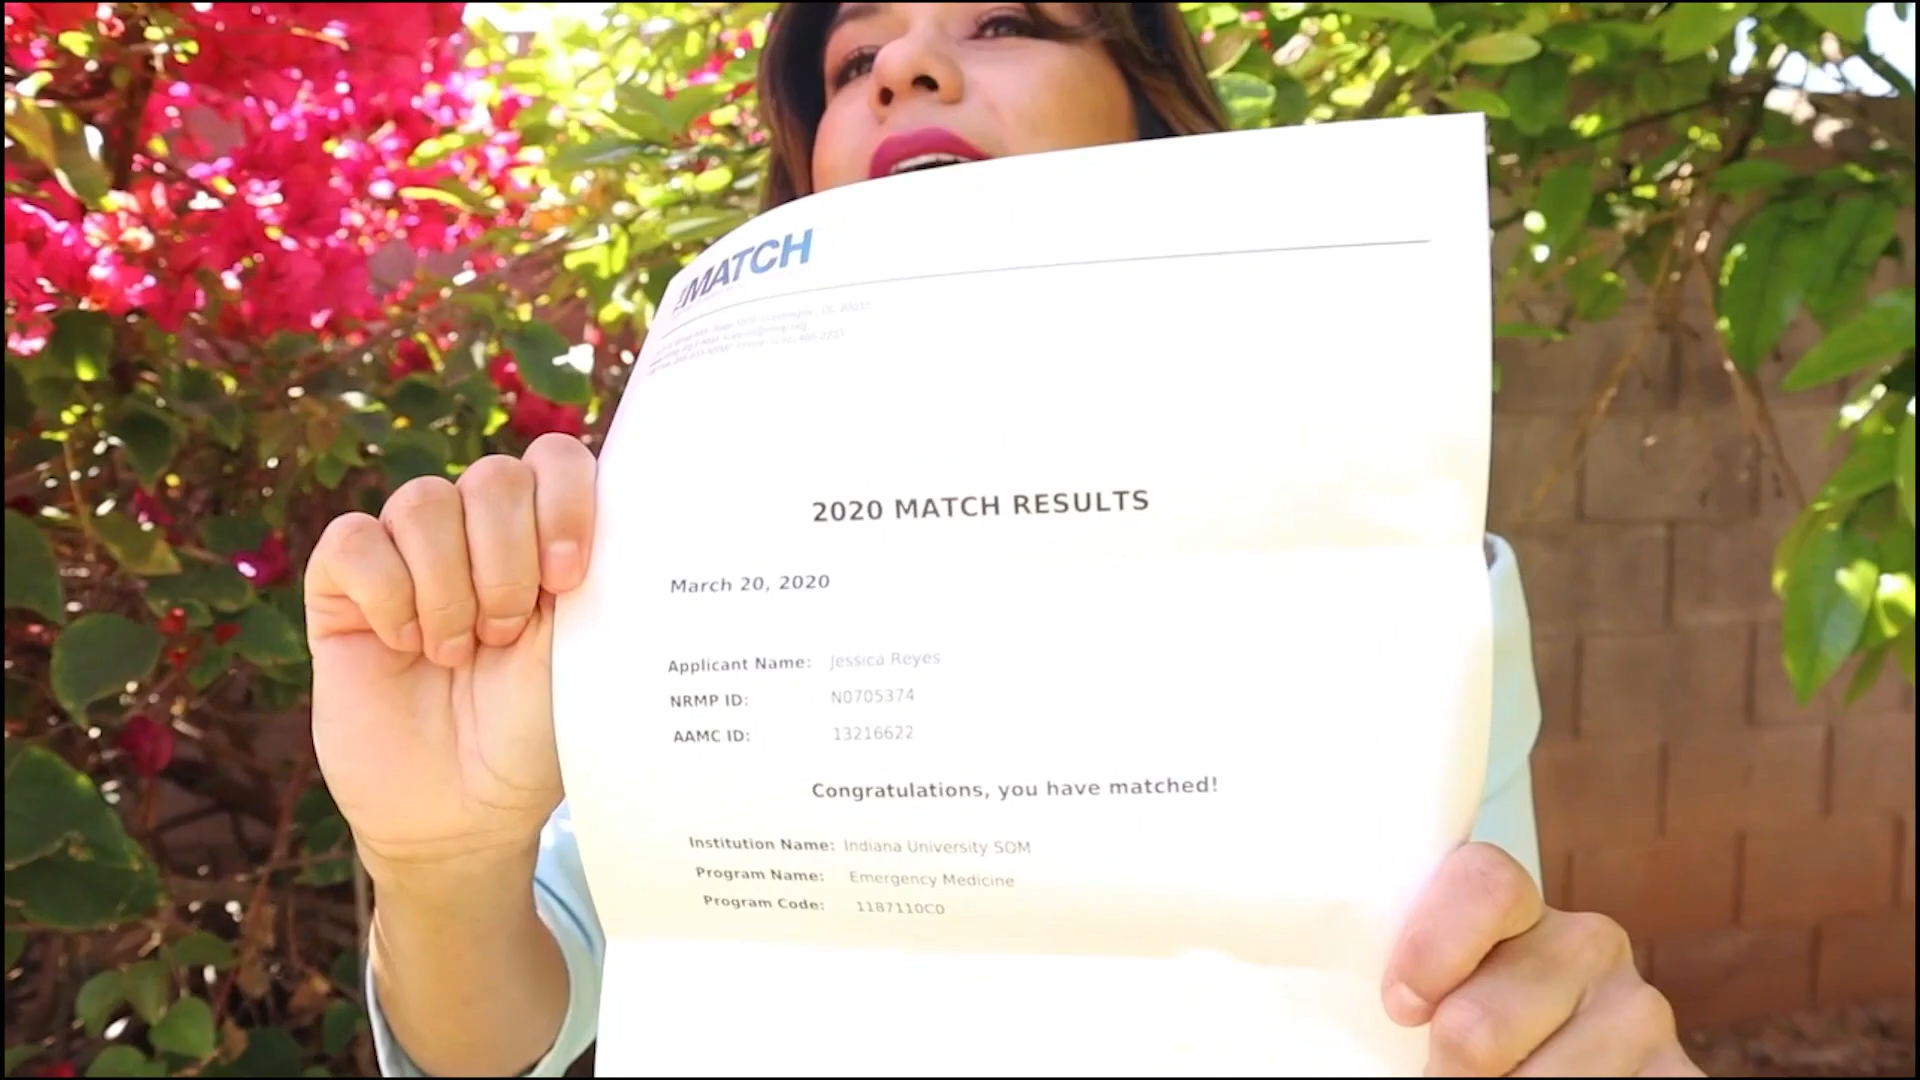 THE MATCH
2020 MATCH RESULTS
March 20, 2020
Applicant Name: Jessica Reyes
NRMP ID: N0705374
AAMC ID: 13216622
Congratulations, you have matched!
Institution Name: Indiana University SOM
Program Name: Emergency Medicine
Program Code: 1187110C0